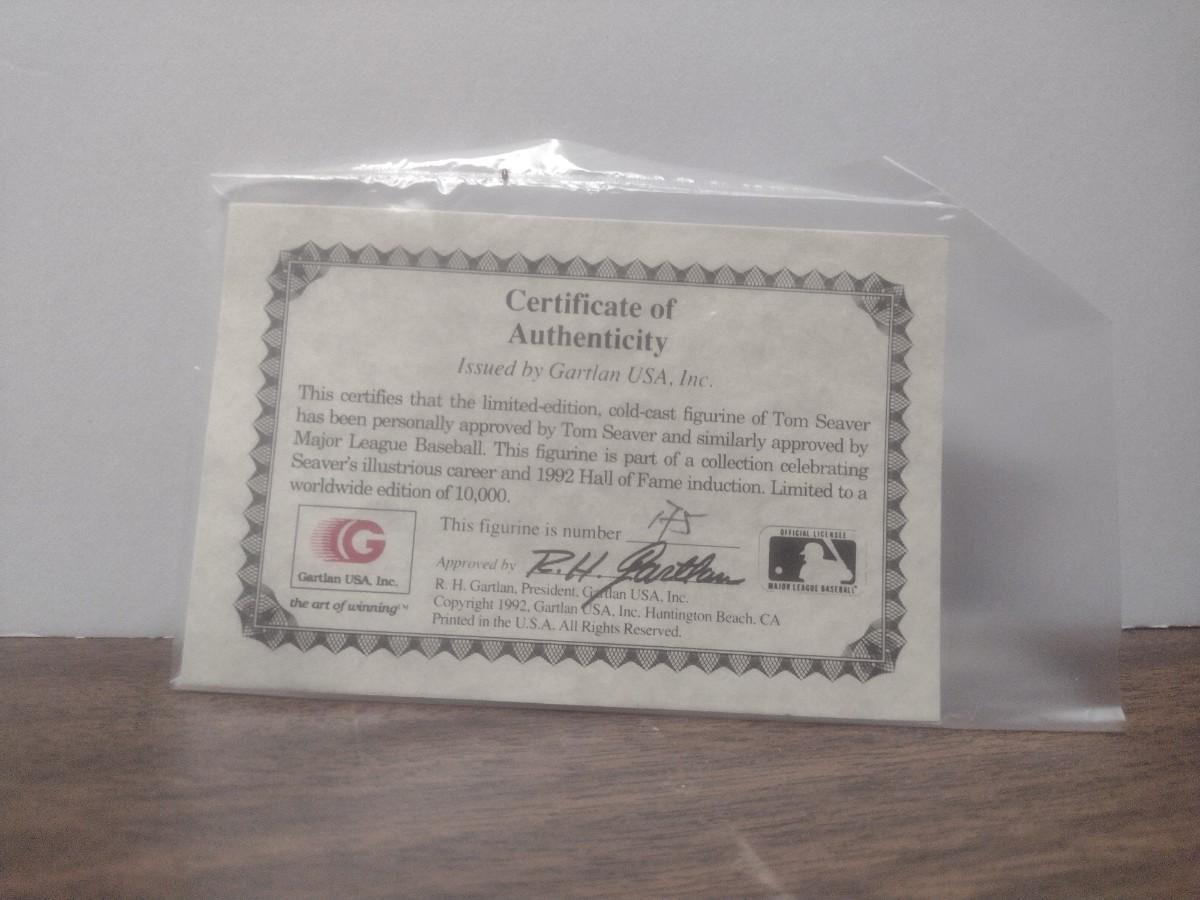 Certificate of
Authenticity
Issued by Gartlan USA, Inc.
This certifies that the limited-edition, cold-cast figurine of Tom Seaver
has been personally approved by Tom Seaver and similarly approved by
Major League Baseball. This figurine is part of a collection celebrating
Seaver's illustrious career and 1992 Hall of Fame induction. Limited to a
worldwide edition of 10,000.
This figurine is number 175
Approved by R.H. Gartlan
R. H. Gartlan, President, Gartlan USA, Inc.
Copyright 1992, Gartlan USA, Inc. Huntington Beach, CA
Printed in the U.S.A. All Rights Reserved.
G
Gartlan USA, Inc.
the art of winning™
OFFICIAL LICENSEE
MAJOR LEAGUE BASEBALL